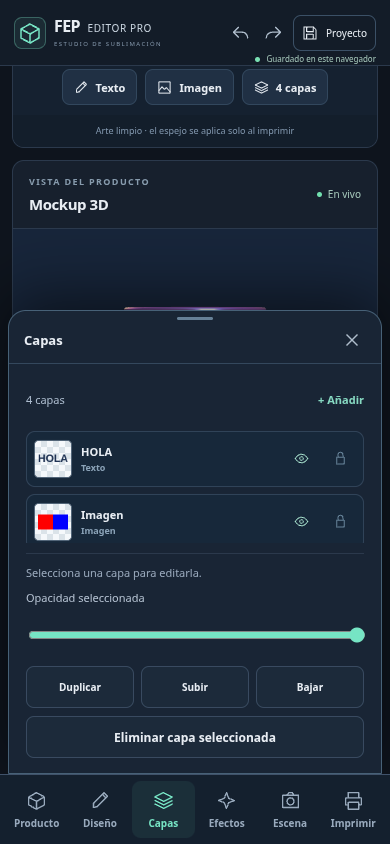 FEP EDITOR PRO
ESTUDIO DE SUBLIMACIÓN
Proyecto
Guardado en este navegador
Texto
Imagen
4 capas
Arte limpio · el espejo se aplica solo al imprimir
VISTA DEL PRODUCTO
Mockup 3D
En vivo
Capas
4 capas
+ Añadir
HOLA
HOLA
Texto
Imagen
Imagen
Selecciona una capa para editarla.
Opacidad seleccionada
Duplicar
Subir
Bajar
Eliminar capa seleccionada
Producto
Diseño
Capas
Efectos
Escena
Imprimir